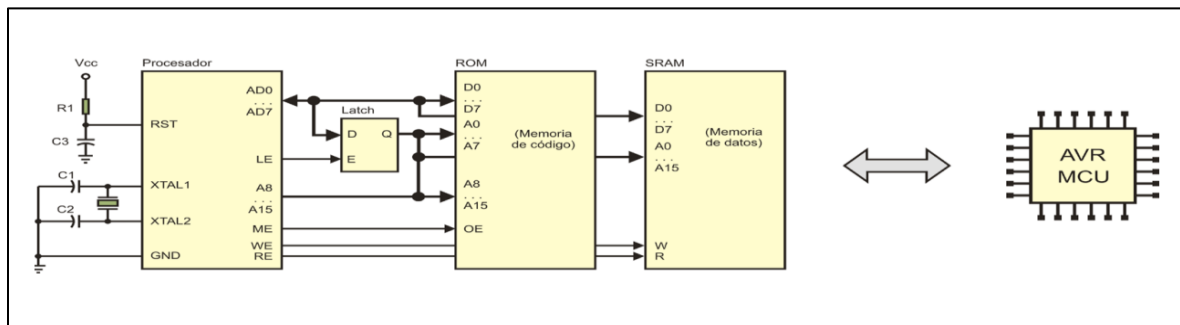 Vcc
R1
C3
C1
C2
Procesador
RST
XTAL1
XTAL2
GND
AD0
...
AD7
LE
A8
...
A15
ME
WE
RE
Latch
D
Q
E
ROM
D0
...
D7
A0
...
A7
(Memoria
de código)
A8
...
A15
OE
SRAM
D0
...
D7
A0
...
A15
(Memoria
de datos)
W
R
AVR
MCU